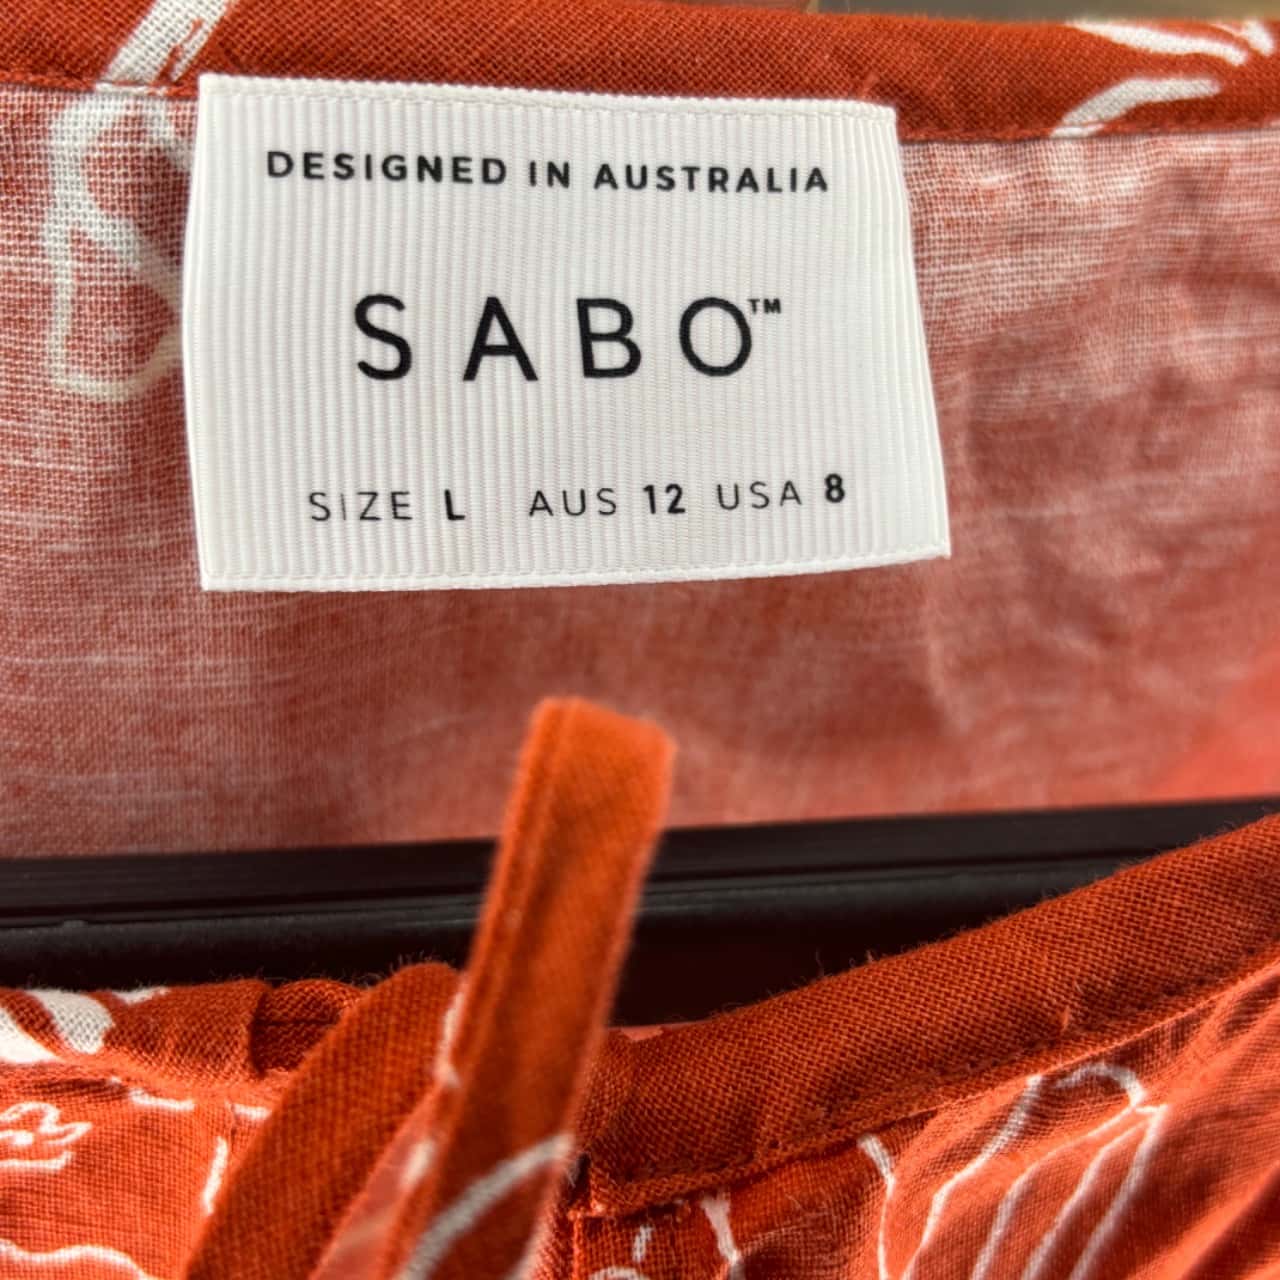 DESIGNED IN AUSTRALIA
SABO™
SIZE L AUS 12 USA 8